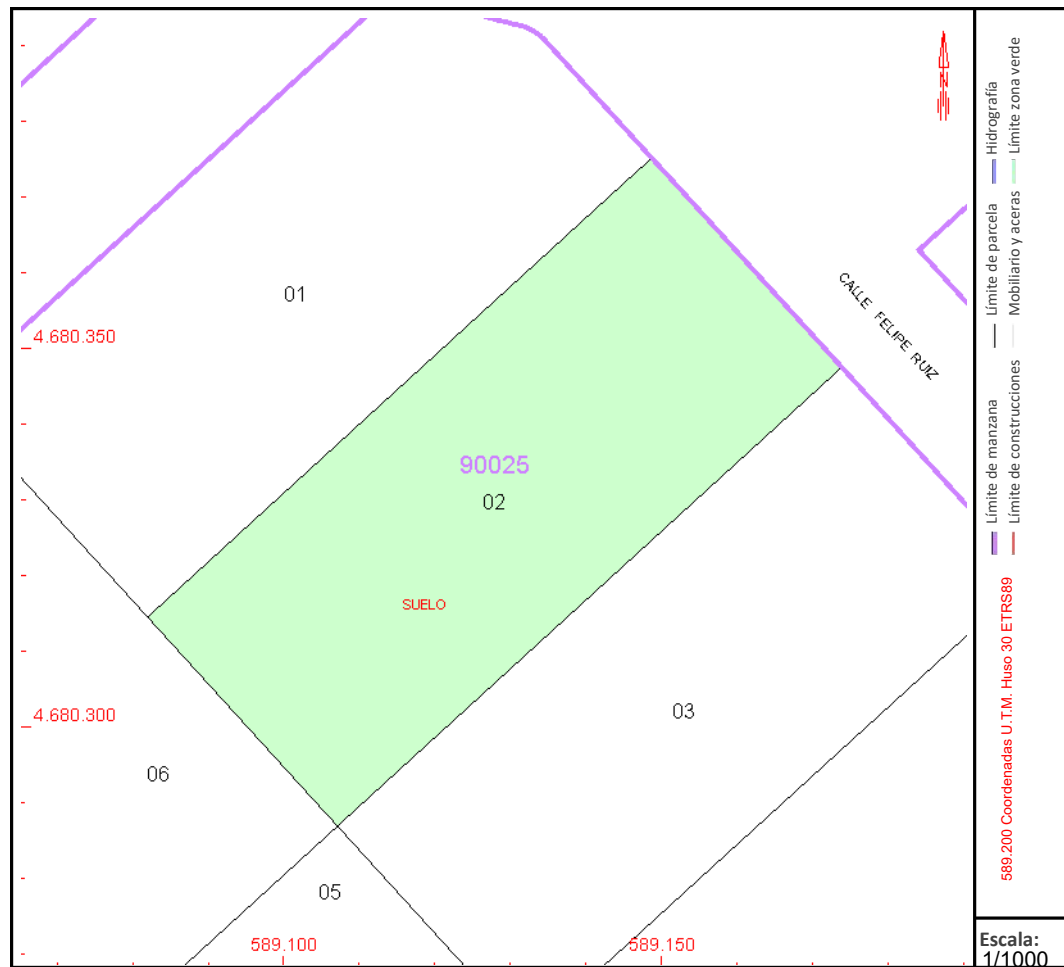 01
4.680.350
CALLE FELIPE RUIZ
90025
02
SUELO
4.680.300
03
06
05
589.100
589.150
N
Límite de manzana
Límite de construcciones
Límite de parcela
Mobiliario y aceras
Hidrografía
Límite zona verde
589.200 Coordenadas U.T.M. Huso 30 ETRS89
Escala:
1/1000